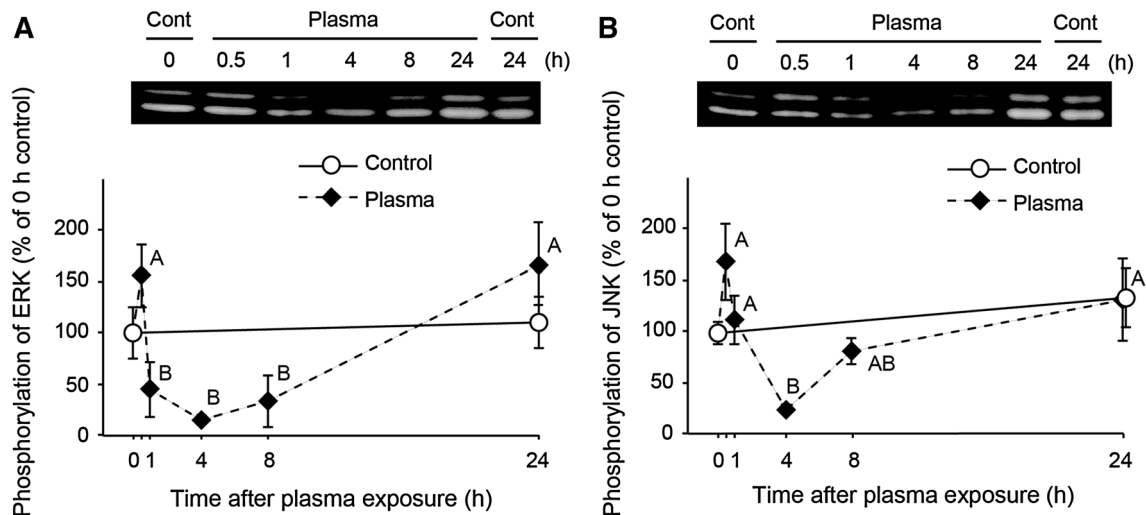 A
Cont Plasma Cont
0 0.5 1 4 8 24 24 (h)
Control
Plasma
Phosphorylation of ERK (% of 0 h control)
200
150
100
50
0
A
B
B
B
A
0 1 4 8 24
Time after plasma exposure (h)
B
Cont Plasma Cont
0 0.5 1 4 8 24 24 (h)
Control
Plasma
Phosphorylation of JNK (% of 0 h control)
200
150
100
50
0
A
A
B
AB
A
0 1 4 8 24
Time after plasma exposure (h)